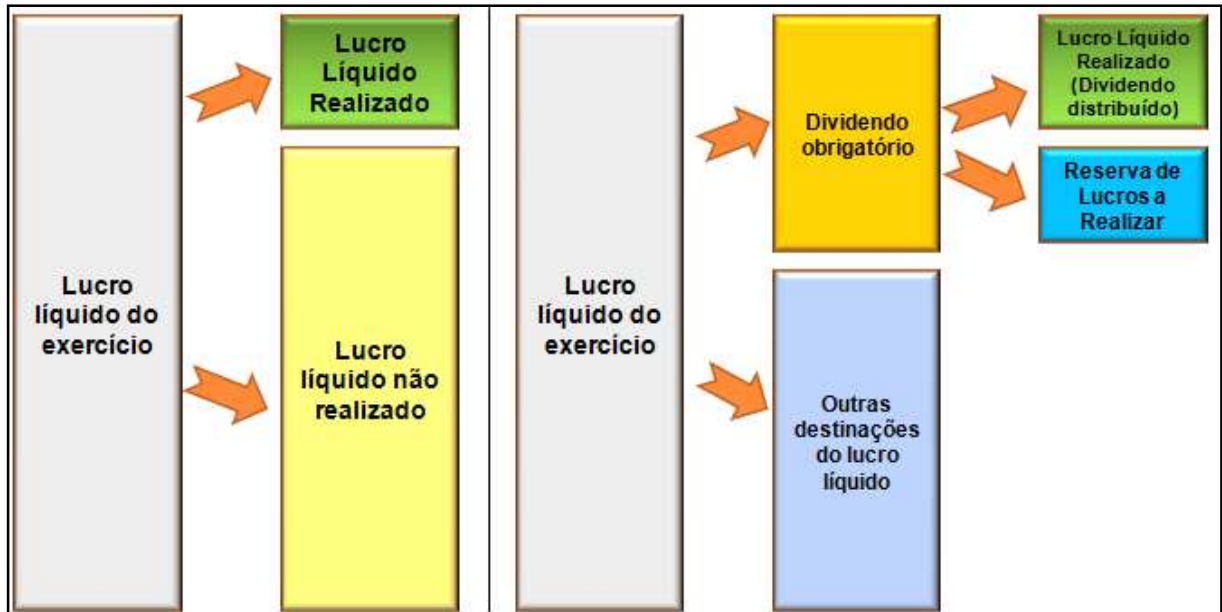 Lucro
líquido do
exercício
Lucro
Líquido
Realizado
Lucro
líquido não
realizado
Lucro
líquido do
exercício
Dividendo
obrigatório
Outras
destinações
do lucro
líquido
Lucro Líquido
Realizado
(Dividendo
distribuído)
Reserva de
Lucros a
Realizar